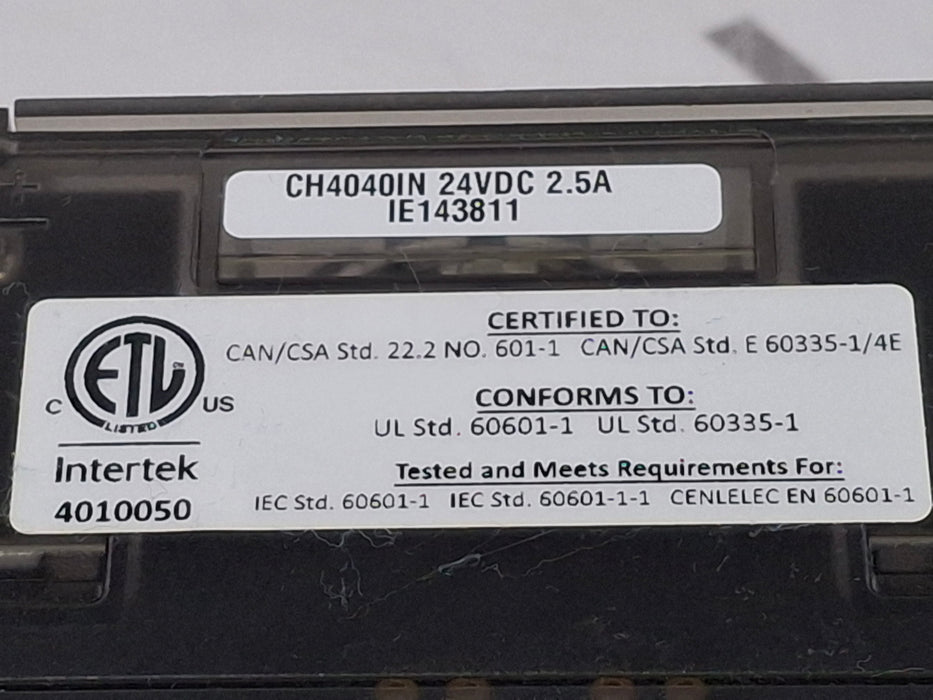 CH4040IN 24VDC 2.5A
IE143811
CERTIFIED TO:
CAN/CSA Std. 22.2 NO. 601-1 CAN/CSA Std. E 60335-1/4E
CONFORMS TO:
UL Std. 60601-1 UL Std. 60335-1
Tested and Meets Requirements For:
IEC Std. 60601-1 IEC Std. 60601-1-1 CENLELEC EN 60601-1
ETL
CM
LISTED
C US
Intertek
4010050